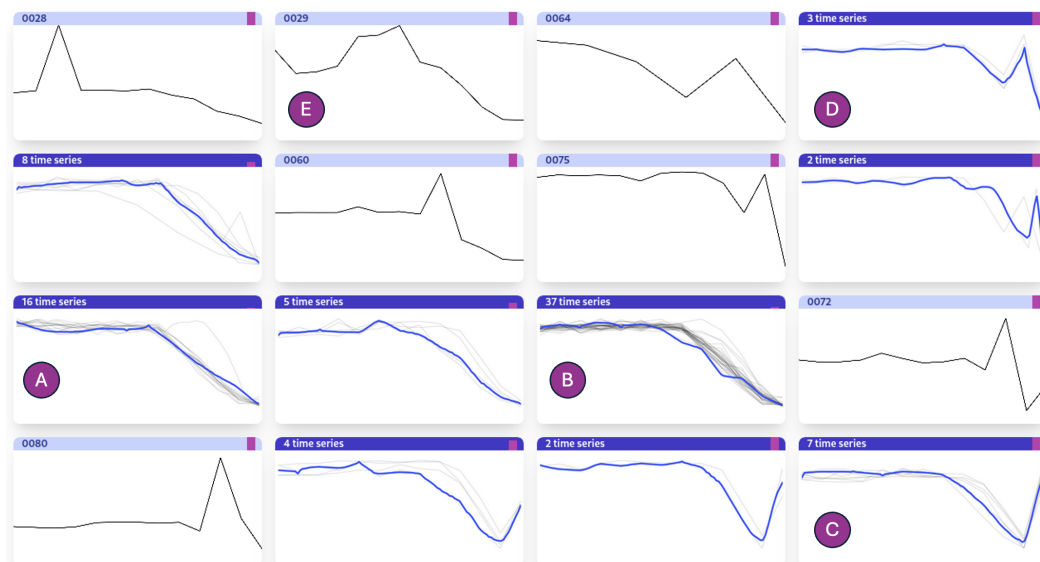 0028
0029
0064
3 time series
E
D
8 time series
0060
0075
2 time series
16 time series
5 time series
37 time series
0072
A
B
0080
4 time series
2 time series
7 time series
C